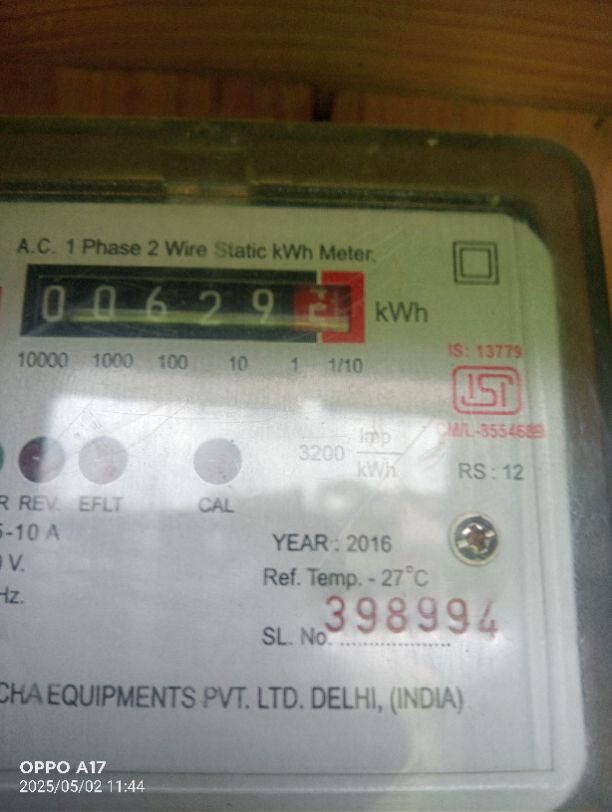 A.C. 1 Phase 2 Wire Static kWh Meter.
0 0 6 2 9 kWh
10000 1000 100 10 1 1/10
IS: 13779
ISI
3200 Imp
kWh
RS : 12
R REV. EFLT CAL
5-10 A
V.
Hz.
YEAR : 2016
Ref. Temp. - 27°C
SL. No. 398994
CHA EQUIPMENTS PVT. LTD. DELHI, (INDIA)
OPPO A17
2025/05/02 11:44